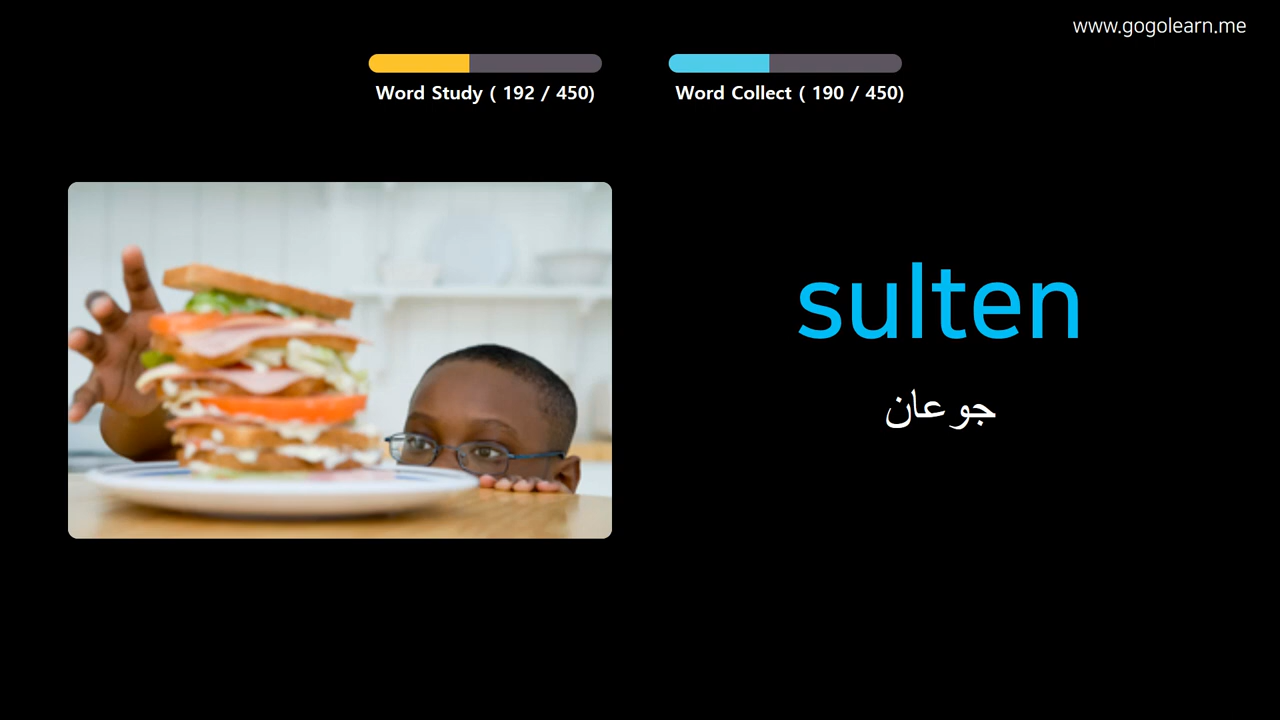 www.gogolearn.me
Word Study ( 192 / 450)
Word Collect ( 190 / 450)
sulten
جوعان